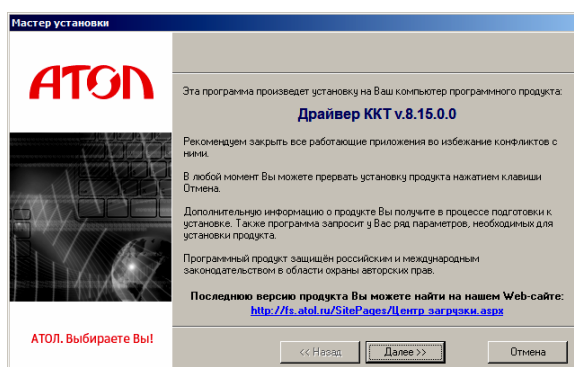 Мастер установки
АТОЛ
Эта программа произведет установку на Ваш компьютер программного продукта:
Драйвер ККТ v.8.15.0.0
Рекомендуем закрыть все работающие приложения во избежание конфликтов с
ними.
В любой момент Вы можете прервать установку продукта нажатием клавиши
Отмена.
Дополнительную информацию о продукте Вы получите в процессе подготовки к
установке. Также программа запросит у Вас ряд параметров, необходимых для
установки продукта.
Программный продукт защищён российским и международным
законодательством в области охраны авторских прав.
Последнюю версию продукта Вы можете найти на нашем Web-сайте:
http://fs.atol.ru/SitePages/Центр загрузки.aspx
АТОЛ. Выбираете Вы!
<< Назад
Далее >>
Отмена